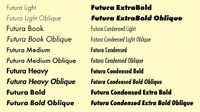 Futura Light
Futura Light Oblique
Futura Book
Futura Book Oblique
Futura Medium
Futura Medium Oblique
Futura Heavy
Futura Heavy Oblique
Futura Bold
Futura Bold Oblique
Futura ExtraBold
Futura ExtraBold Oblique
Futura Condensed Light
Futura Condensed Light Oblique
Futura Condensed
Futura Condensed Oblique
Futura Condensed Bold
Futura Condensed Bold Oblique
Futura Condensed Extra Bold
Futura Condensed Extra Bold Oblique